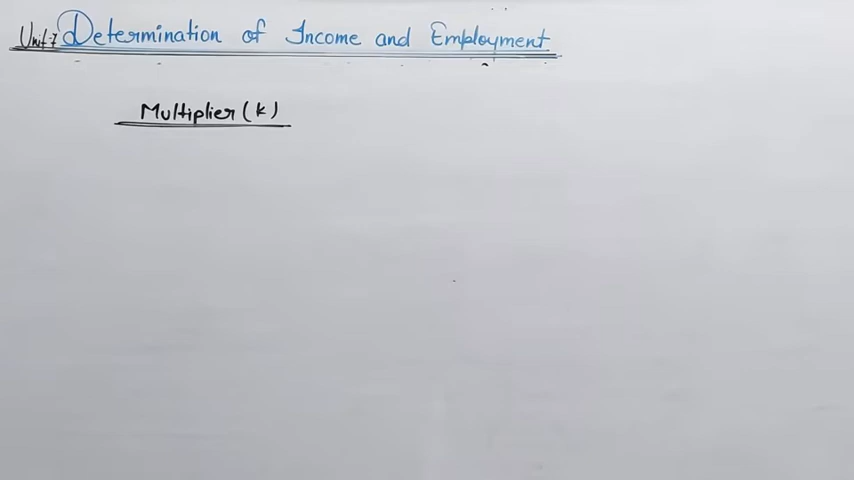 Unit-7 Determination of Income and Employment
Multiplier (k)